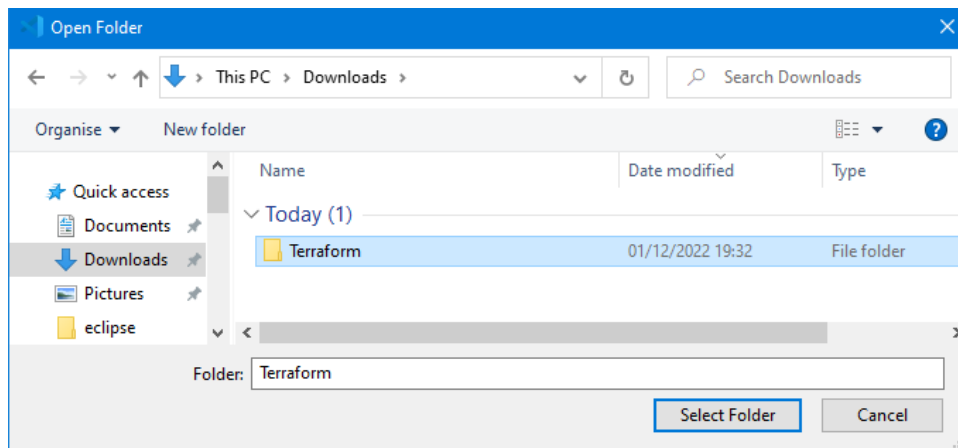 Open Folder
This PC > Downloads >
Search Downloads
Organise
New folder
?
Name
Date modified
Type
Quick access
Documents
Downloads
Pictures
eclipse
Today (1)
Terraform
01/12/2022 19:32
File folder
Folder:
Terraform
Select Folder
Cancel